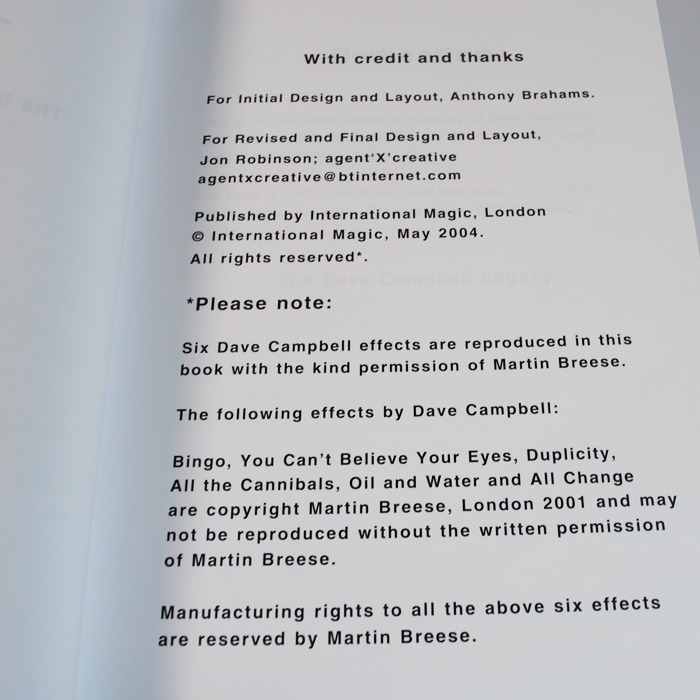 With credit and thanks
For Initial Design and Layout, Anthony Brahams.
For Revised and Final Design and Layout,
Jon Robinson; agent'X'creative
agentxcreative@btinternet.com
Published by International Magic, London
© International Magic, May 2004.
All rights reserved*.
The Dave Campbell Legacy
*Please note:
Six Dave Campbell effects are reproduced in this
book with the kind permission of Martin Breese.
The following effects by Dave Campbell:
Bingo, You Can't Believe Your Eyes, Duplicity,
All the Cannibals, Oil and Water and All Change
are copyright Martin Breese, London 2001 and may
not be reproduced without the written permission
of Martin Breese.
Manufacturing rights to all the above six effects
are reserved by Martin Breese.